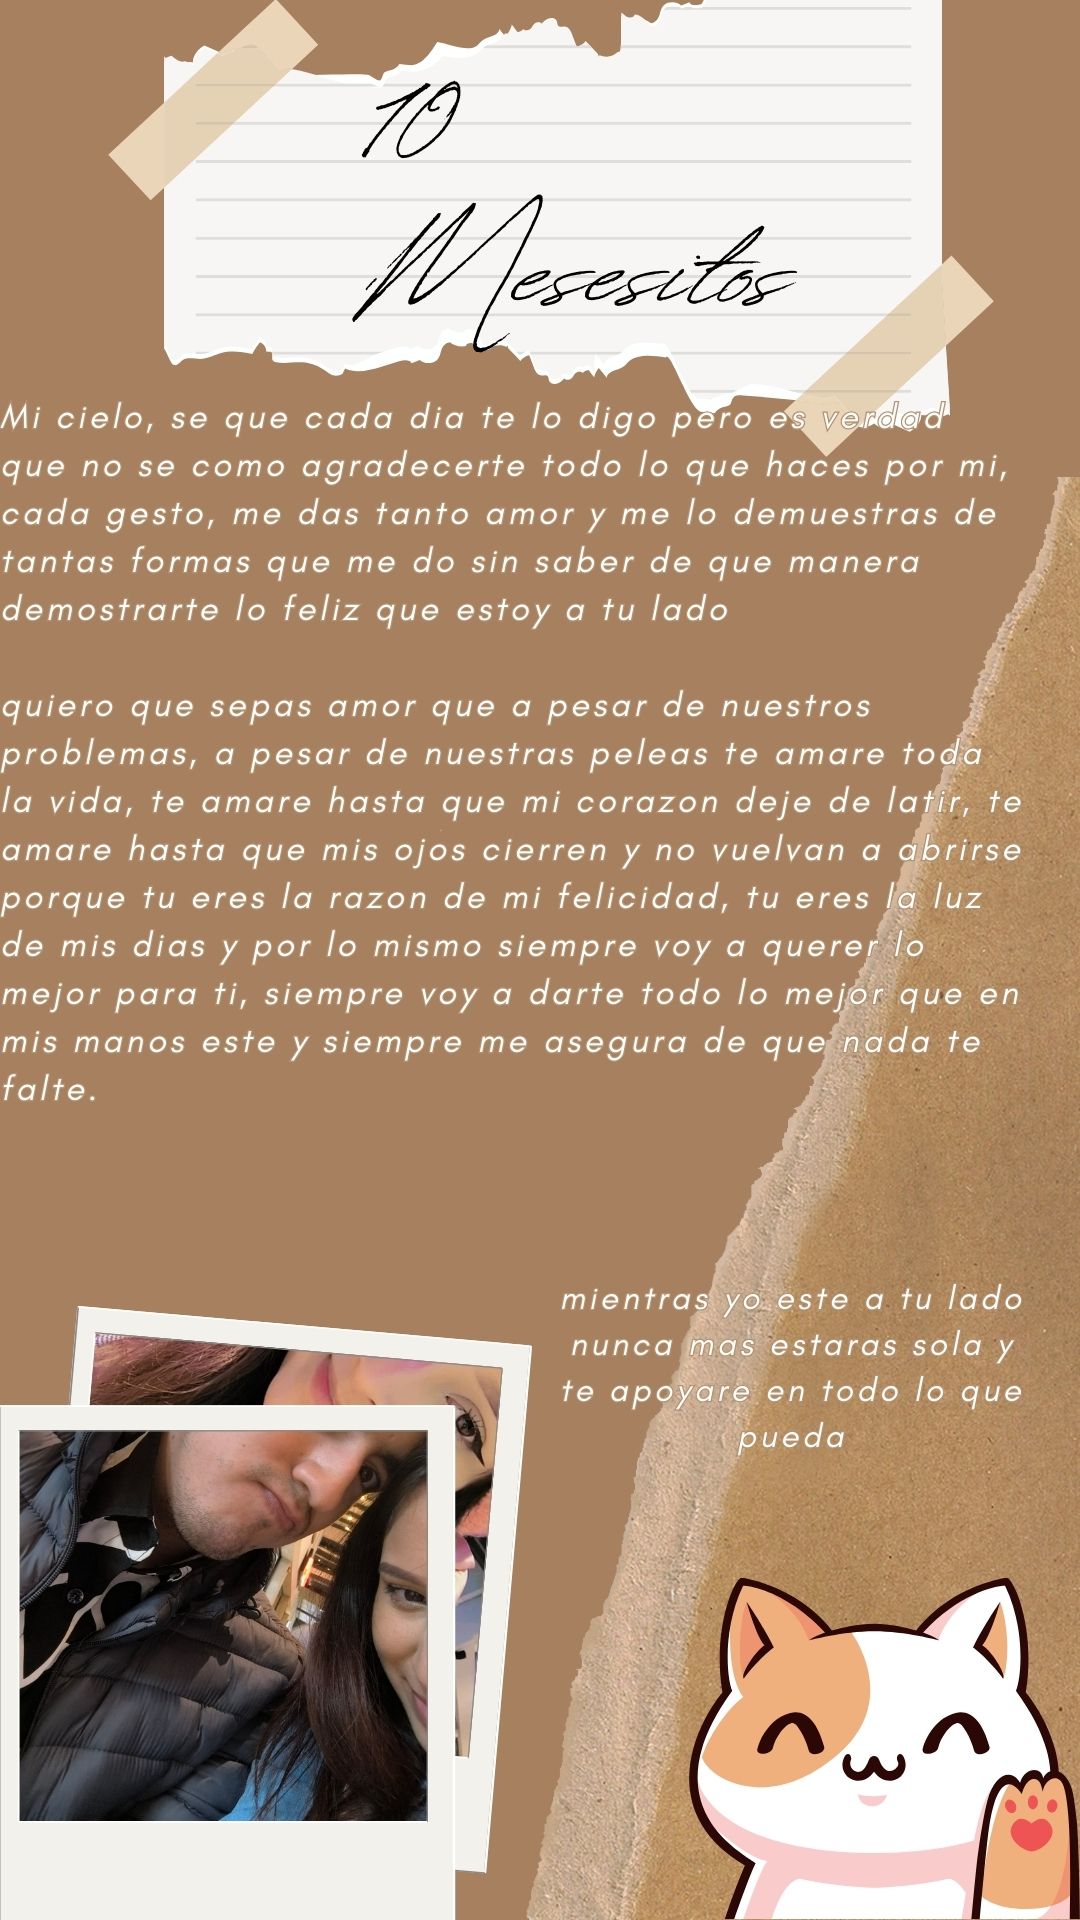 10
Mesesitos
Mi cielo, se que cada dia te lo digo pero es verdad
que no se como agradecerte todo lo que haces por mi,
cada gesto, me das tanto amor y me lo demuestras de
tantas formas que me do sin saber de que manera
demostrarte lo feliz que estoy a tu lado
quiero que sepas amor que a pesar de nuestros
problemas, a pesar de nuestras peleas te amare toda
la vida, te amare hasta que mi corazon deje de latir, te
amare hasta que mis ojos cierren y no vuelvan a abrirse
porque tu eres la razon de mi felicidad, tu eres la luz
de mis dias y por lo mismo siempre voy a querer lo
mejor para ti, siempre voy a darte todo lo mejor que en
mis manos este y siempre me asegura de que nada te
falte.
mientras yo este a tu lado
nunca mas estaras sola y
te apoyare en todo lo que
pueda